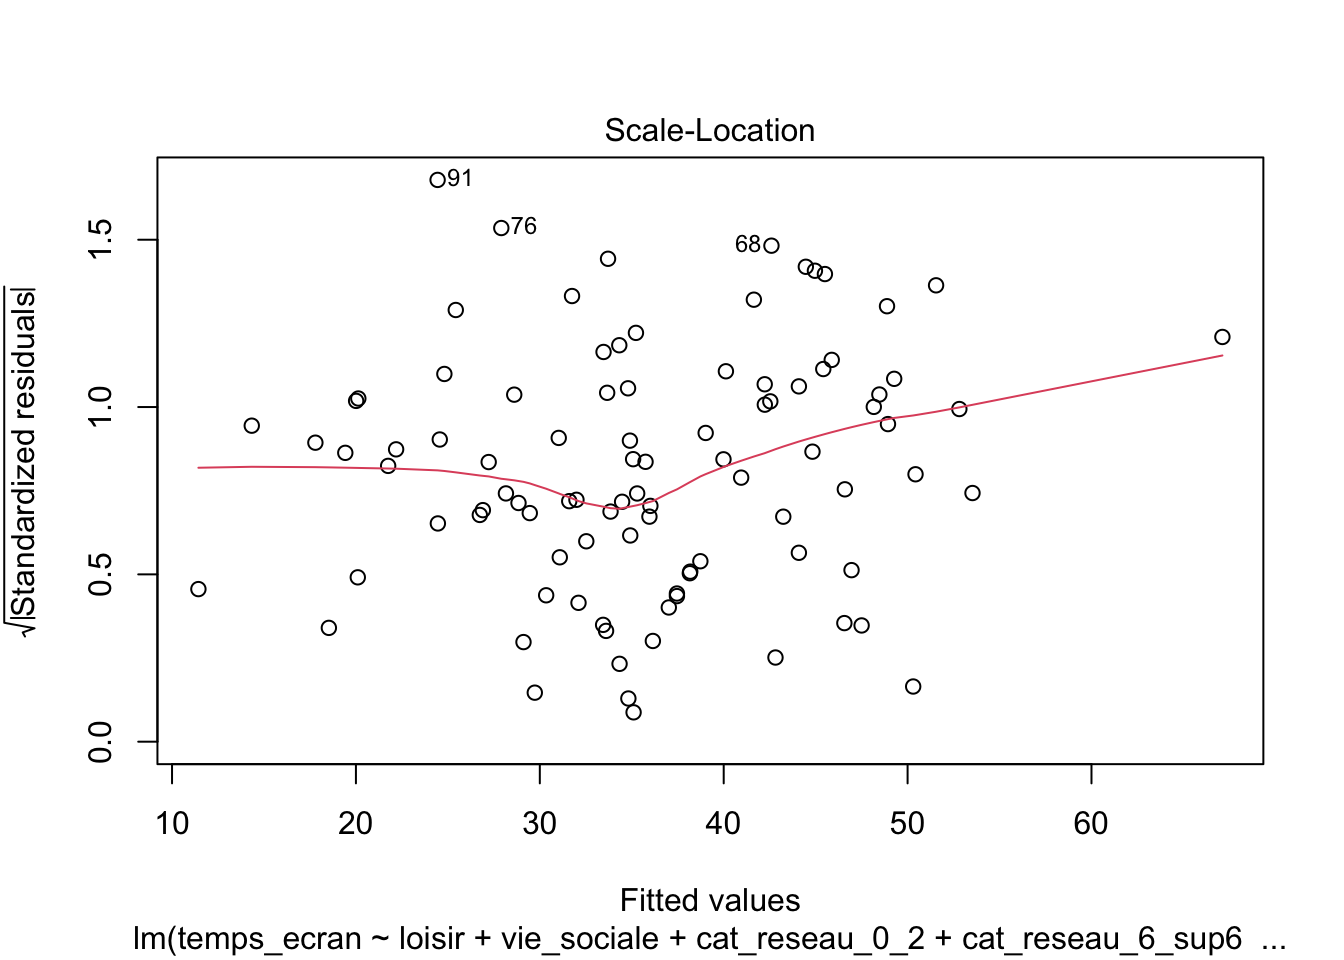 Scale-Location
√|Standardized residuals|
0.0 0.5 1.0 1.5
91
76
68
10 20 30 40 50 60
Fitted values
lm(temps_ecran ~ loisir + vie_sociale + cat_reseau_0_2 + cat_reseau_6_sup6 ...